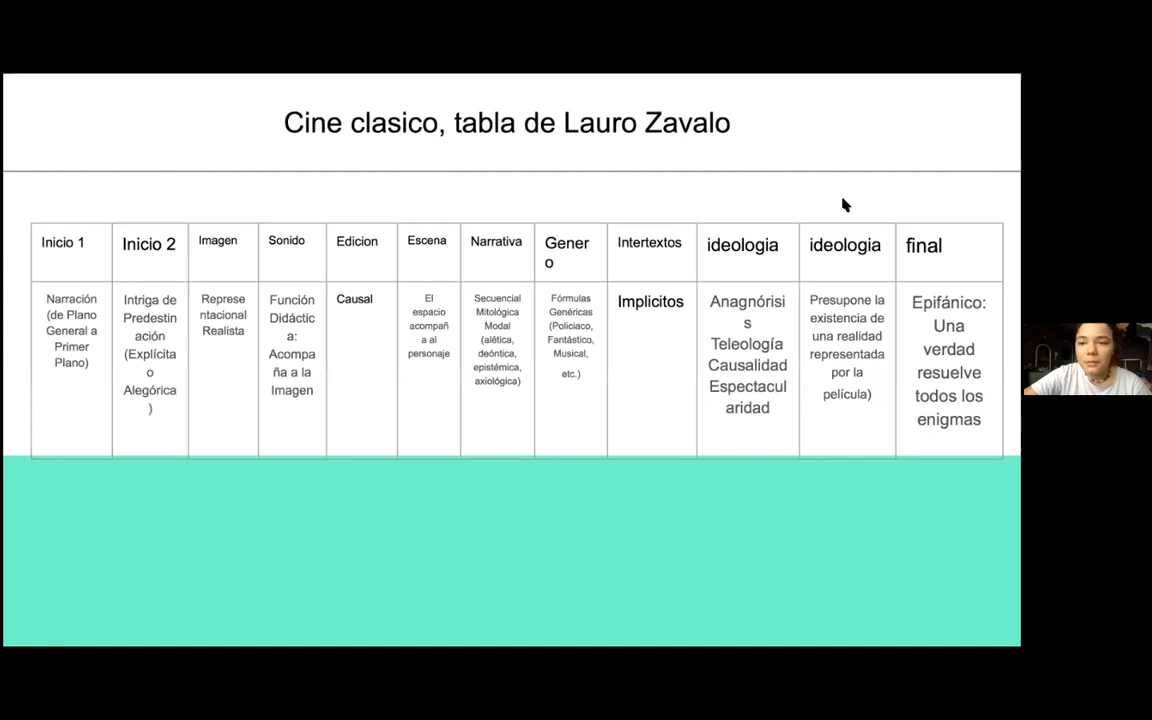 Cine clasico, tabla de Lauro Zavalo
Inicio 1
Inicio 2
Imagen
Sonido
Edicion
Escena
Narrativa
Gener
o
Intertextos
ideologia
ideologia
final
Narración
(de Plano
General a
Primer
Plano)
Intriga de
Predestin
ación
(Explícita
o
Alegórica
)
Represe
ntacional
Realista
Función
Didáctic
a:
Acompa
ña a la
Imagen
Causal
El
espacio
acompañ
a al
personaje
Secuencial
Mitológica
Modal
(alética,
deóntica,
epistémica,
axiológica)
Fórmulas
Genéricas
(Policiaco,
Fantástico,
Musical,
etc.)
Implicitos
Anagnórisi
s
Teleología
Causalidad
Espectacul
aridad
Presupone la
existencia de
una realidad
representada
por la
película)
Epifánico:
Una
verdad
resuelve
todos los
enigmas